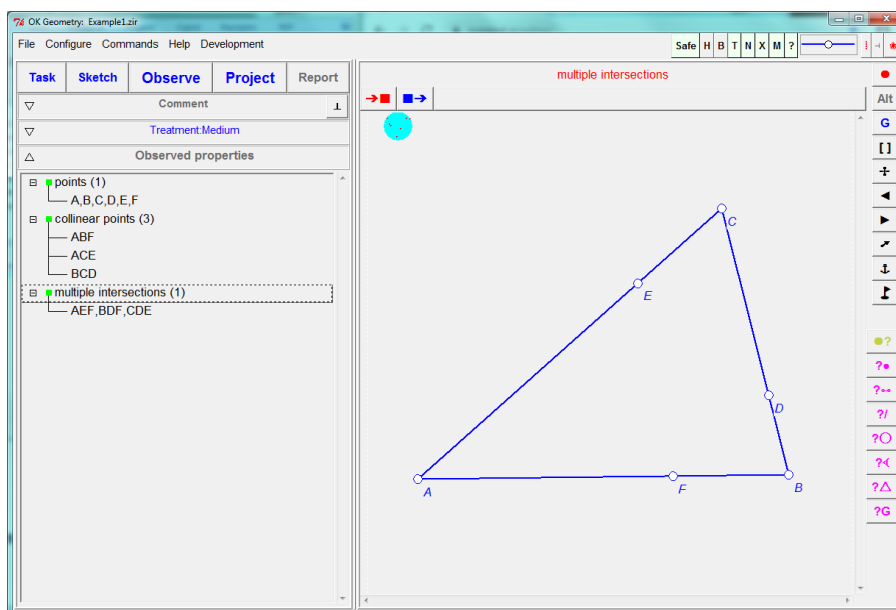 OK Geometry: Example1.zir
File Configure Commands Help Development
Safe H B T N X M ?
Task Sketch Observe Project Report
Comment
Treatment:Medium
Observed properties
points (1)
A,B,C,D,E,F
collinear points (3)
ABF
ACE
BCD
multiple intersections (1)
AEF,BDF,CDE
multiple intersections
C
E
D
A
F
B
Alt
G
[ ]
?
?
?
?/
?
?
?
?G